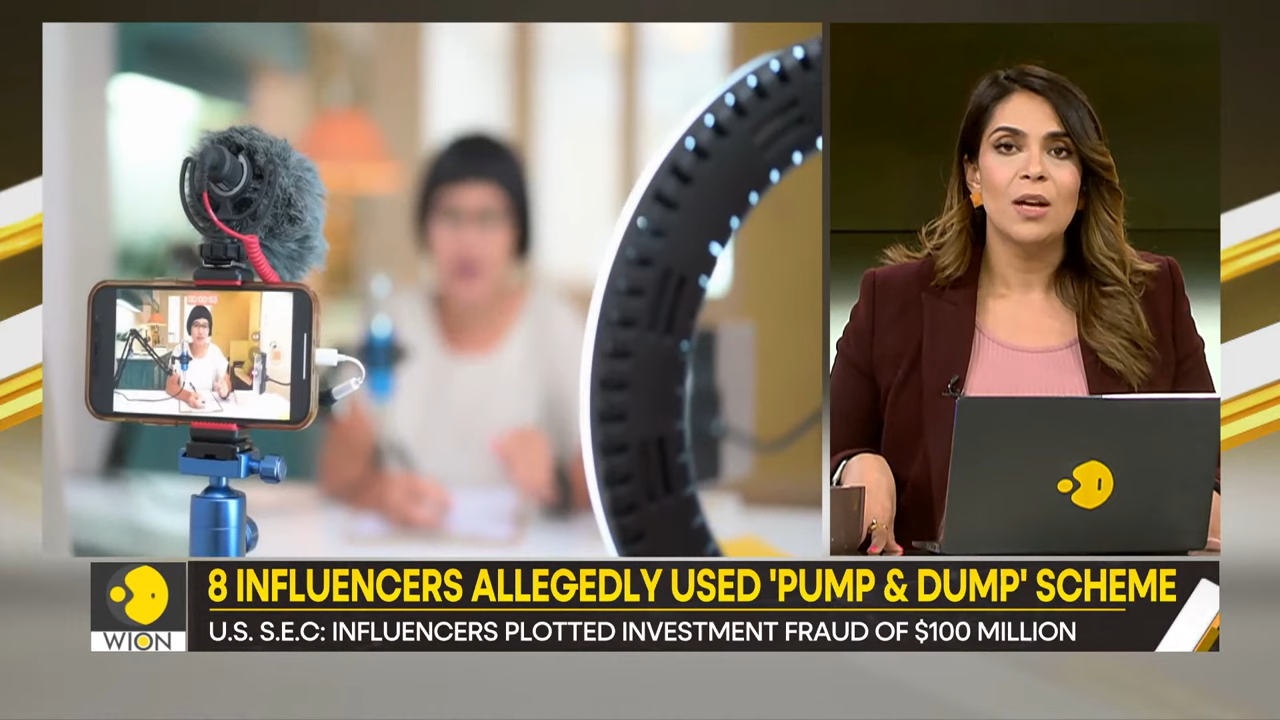 8 INFLUENCERS ALLEGEDLY USED 'PUMP & DUMP' SCHEME
U.S. S.E.C: INFLUENCERS PLOTTED INVESTMENT FRAUD OF $100 MILLION
WION